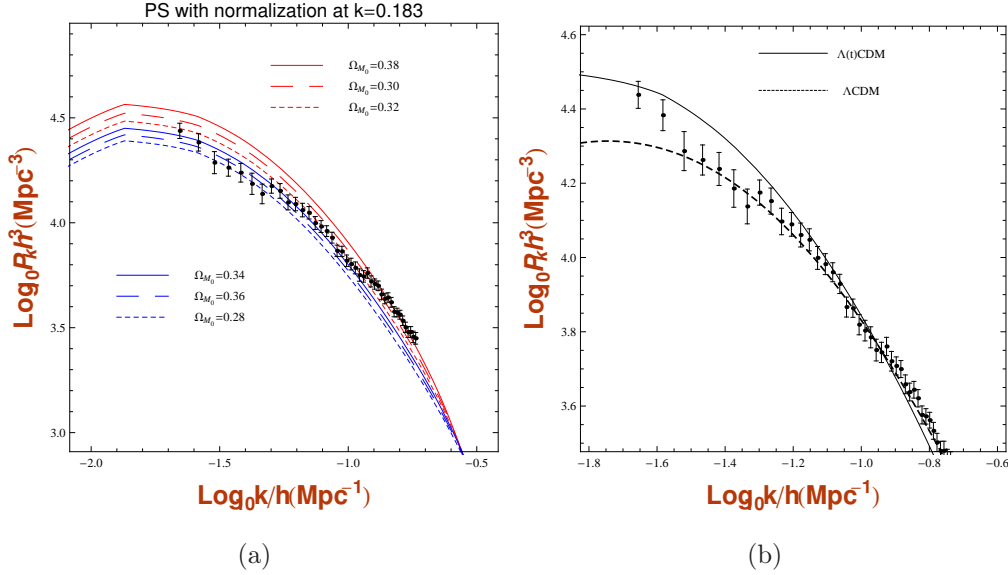 PS with normalization at k=0.183
Ω_{M_0}=0.38
Ω_{M_0}=0.30
Ω_{M_0}=0.32
Ω_{M_0}=0.34
Ω_{M_0}=0.36
Ω_{M_0}=0.28
4.5
4.0
3.5
3.0
-2.0 -1.5 -1.0 -0.5
Log₀P_k h³(Mpc⁻³)
Log₀k/h(Mpc⁻¹)
(a)
Λ(t)CDM
ΛCDM
4.6
4.4
4.2
4.0
3.8
3.6
-1.8 -1.6 -1.4 -1.2 -1.0 -0.8 -0.6
Log₀P_k h³(Mpc⁻³)
Log₀k/h(Mpc⁻¹)
(b)